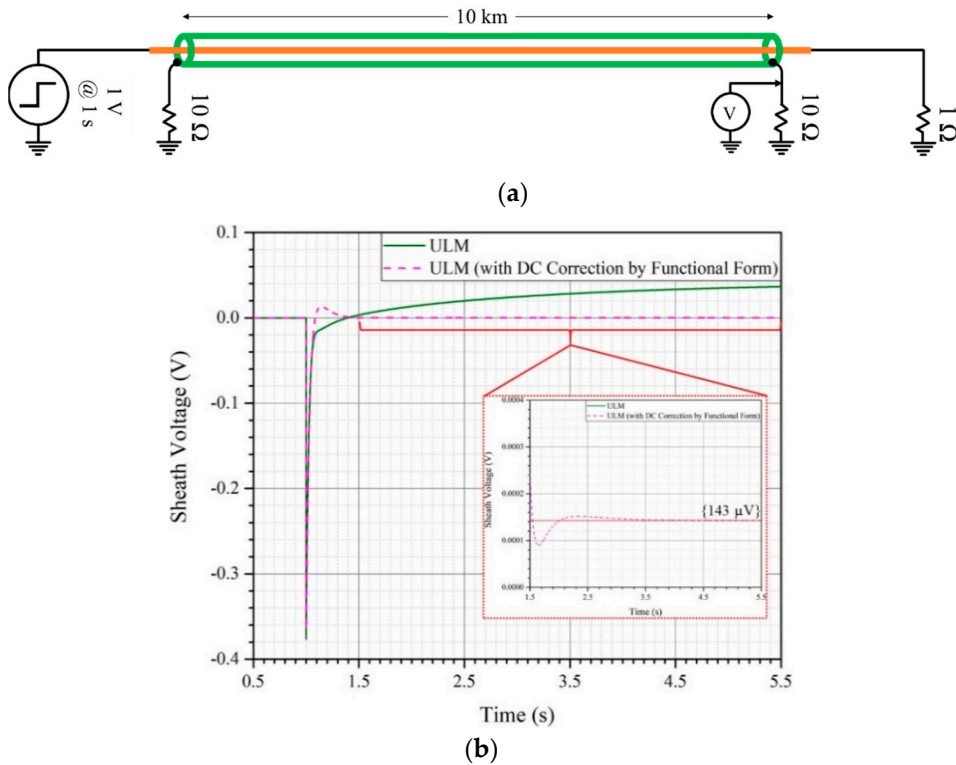 10 km
1 V
@ 1 s
10 Ω
V
10 Ω
1 Ω
(a)
ULM
ULM (with DC Correction by Functional Form)
Sheath Voltage (V)
0.1
0.0
-0.1
-0.2
-0.3
-0.4
0.5
1.5
2.5
3.5
4.5
5.5
Time (s)
ULM
ULM (with DC Correction by Functional Form)
Sheath Voltage (V)
0.0004
0.0003
0.0002
0.0001
0.0000
{143 µV}
1.5
2.5
3.5
4.5
5.5
Time (s)
(b)